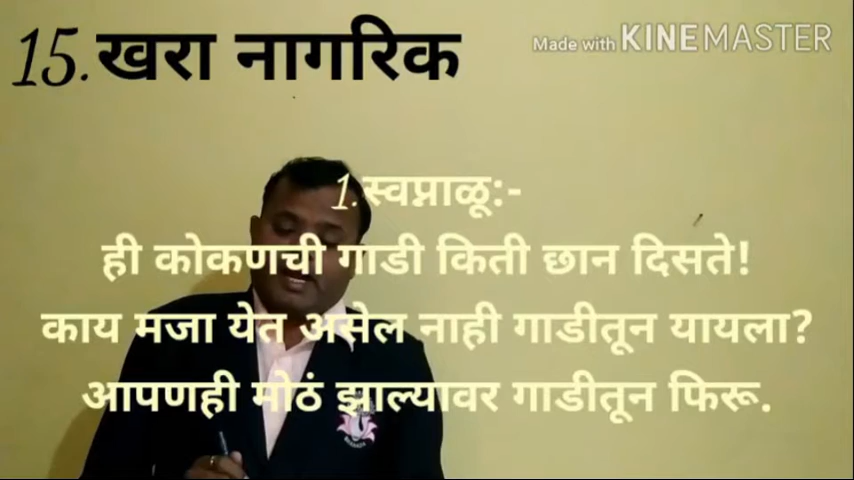 15.खरा नागरिक
Made with KINEMASTER
1.स्वप्नाळू:-
ही कोकणची गाडी किती छान दिसते!
काय मजा येत असेल नाही गाडीतून यायला?
आपणही मोठं झाल्यावर गाडीतून फिरू.